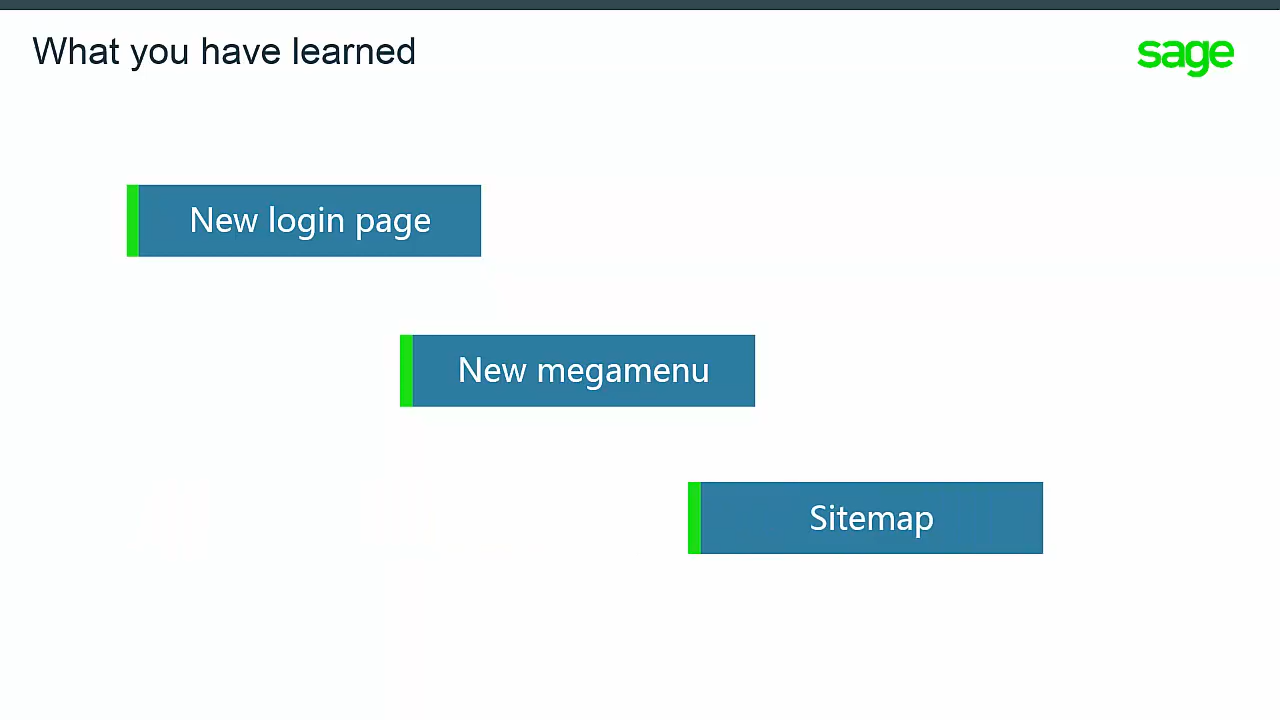 What you have learned
sage
New login page
New megamenu
Sitemap